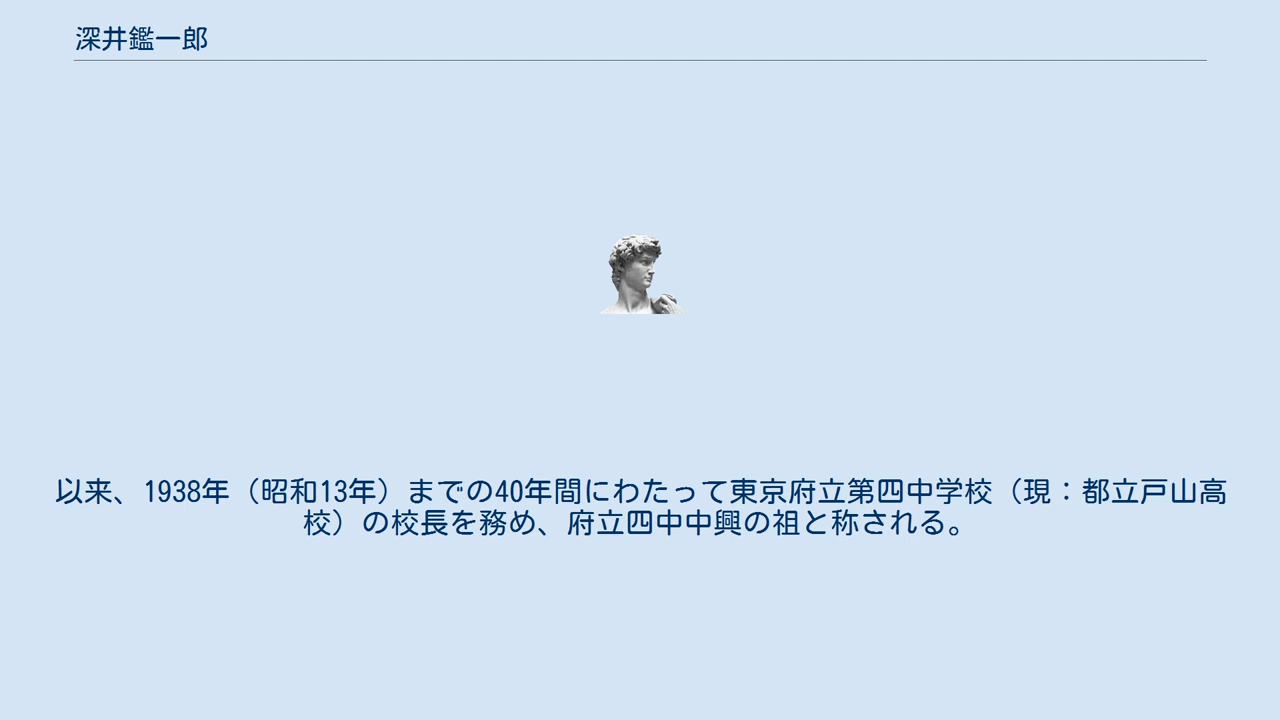 深井鑑一郎
以来、1938年（昭和13年）までの40年間にわたって東京府立第四中学校（現：都立戸山高
校）の校長を務め、府立四中中興の祖と称される。